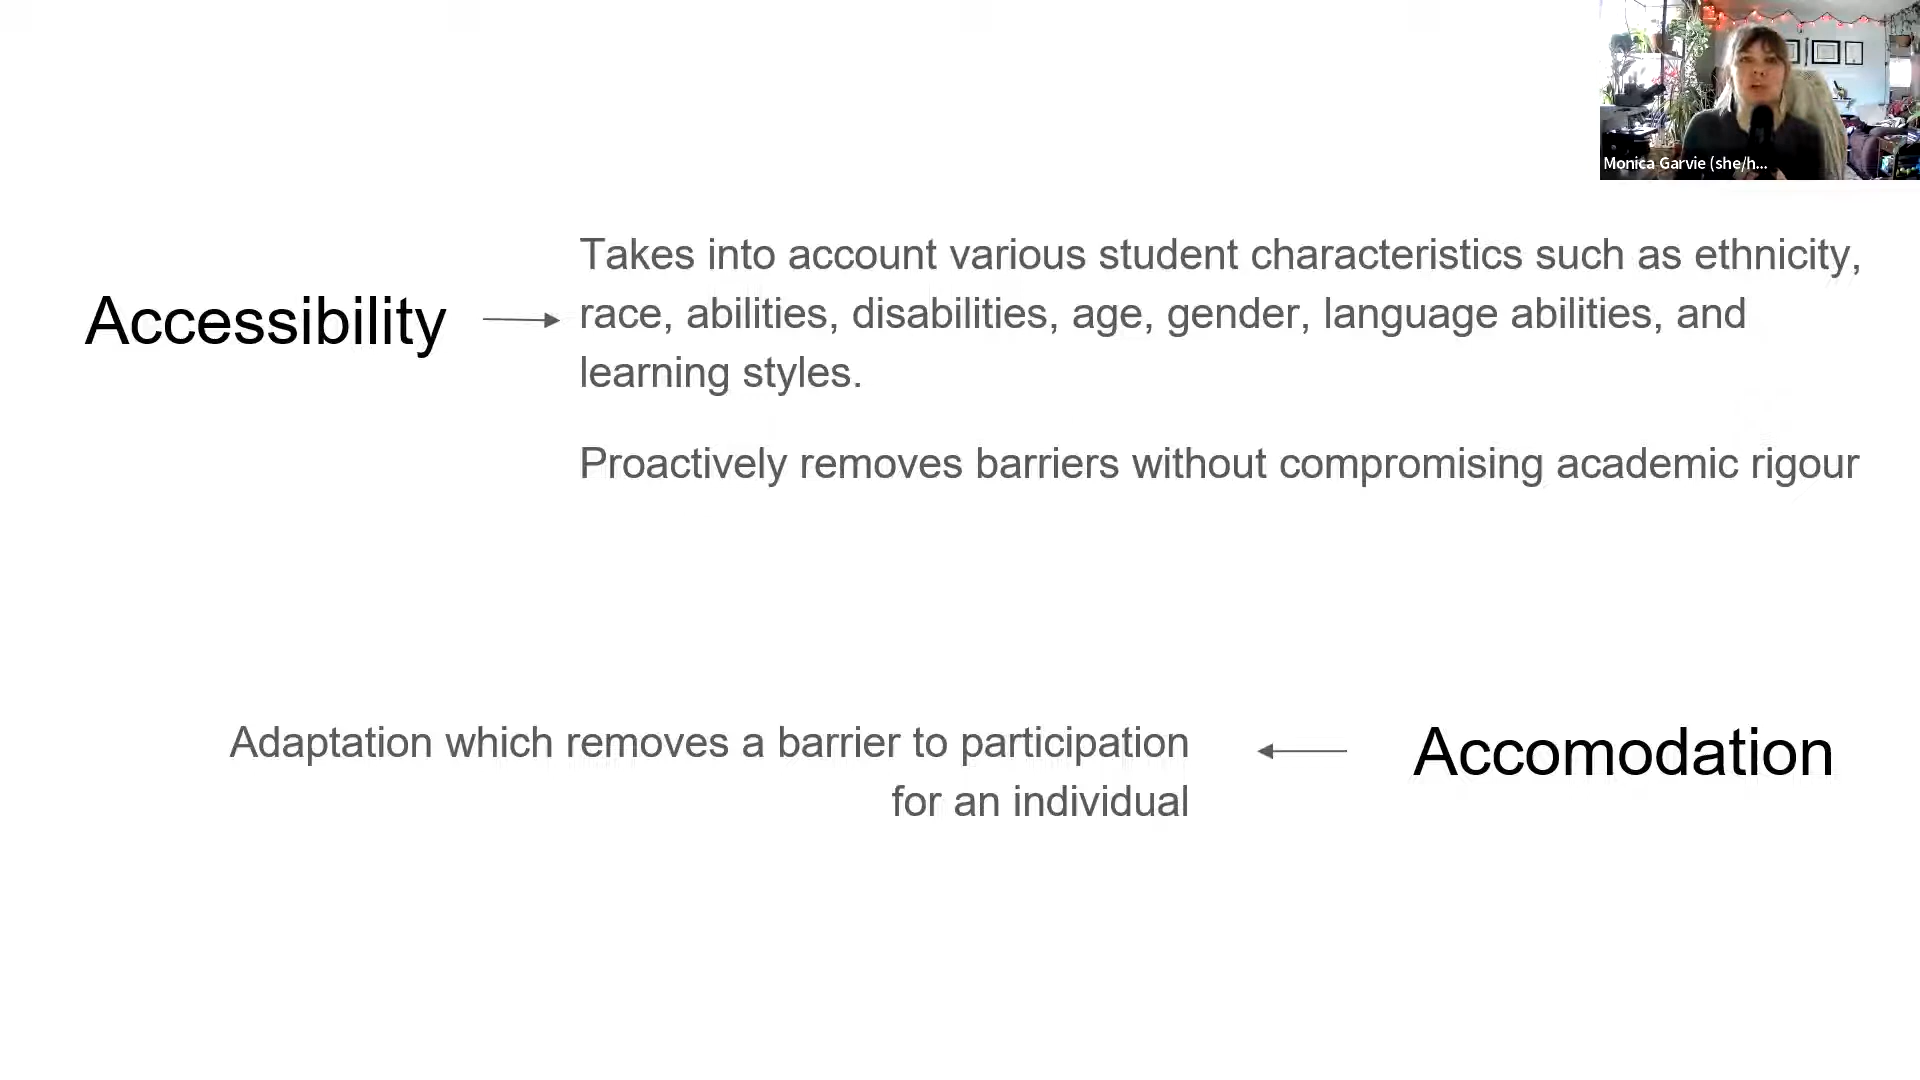 Monica Garvie (she/h...
Takes into account various student characteristics such as ethnicity,
race, abilities, disabilities, age, gender, language abilities, and
learning styles.
Accessibility
Proactively removes barriers without compromising academic rigour
Adaptation which removes a barrier to participation
for an individual
Accomodation